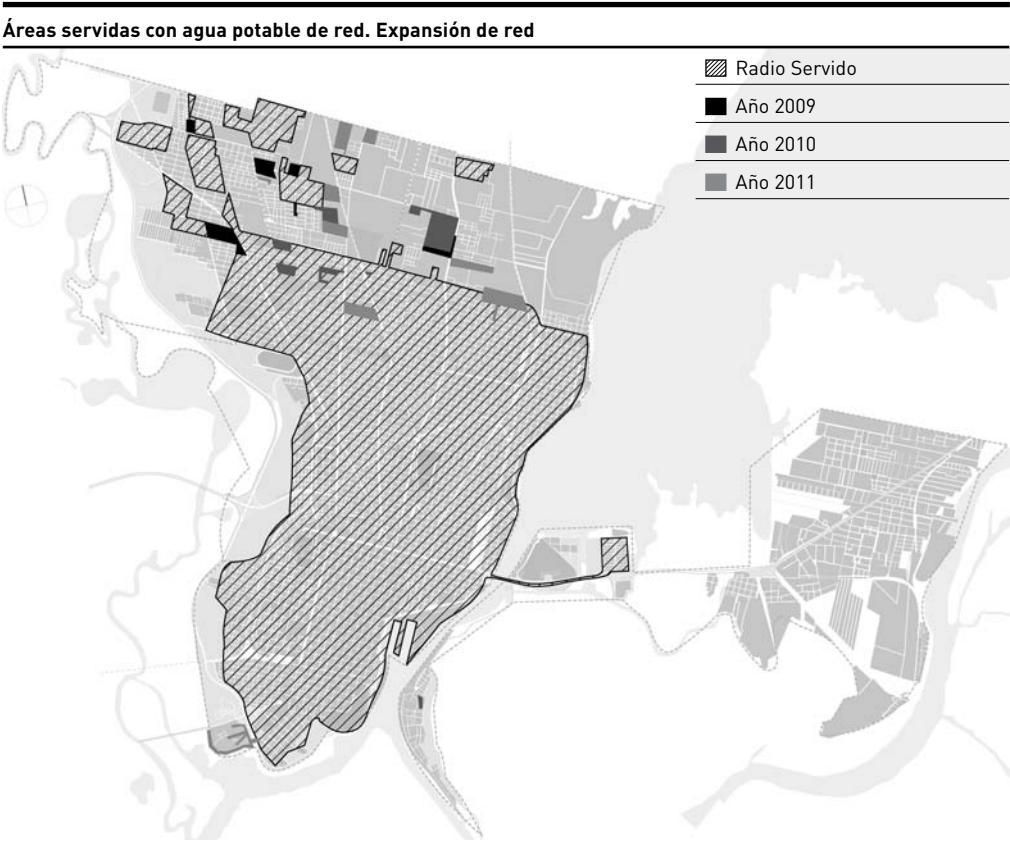 Áreas servidas con agua potable de red. Expansión de red
Radio Servido
Año 2009
Año 2010
Año 2011